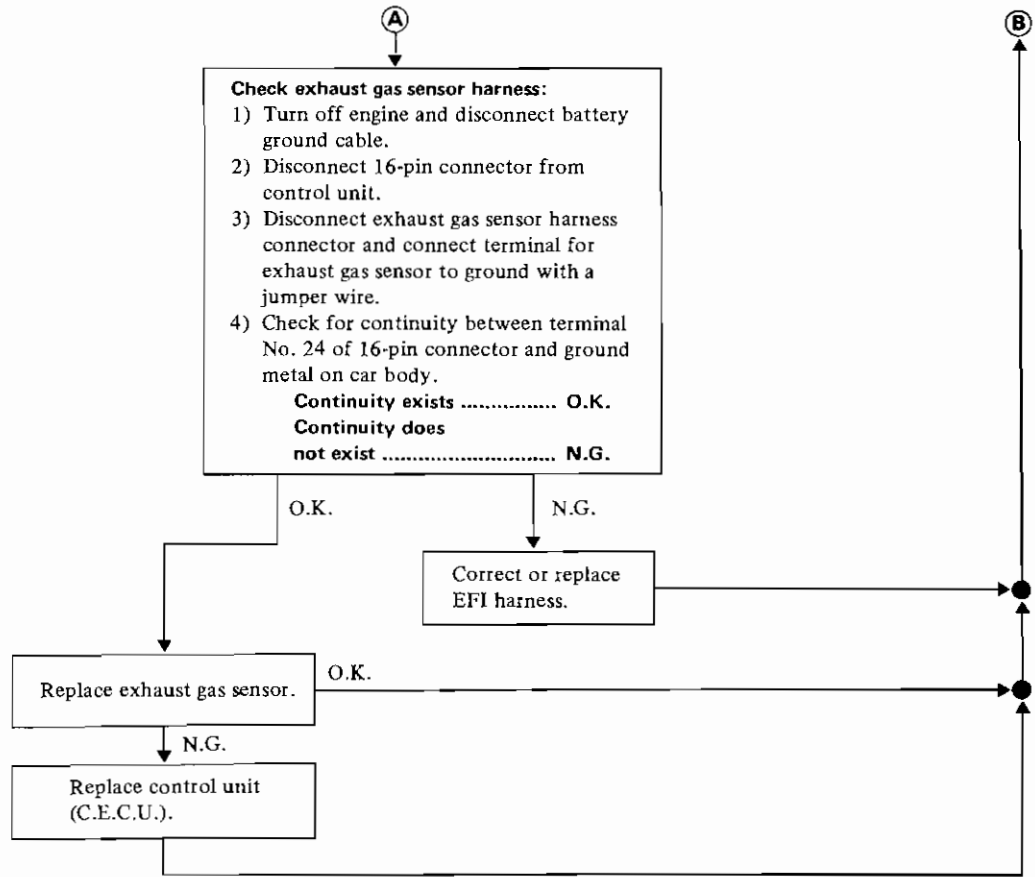 A
B
Check exhaust gas sensor harness:
1) Turn off engine and disconnect battery
ground cable.
2) Disconnect 16-pin connector from
control unit.
3) Disconnect exhaust gas sensor harness
connector and connect terminal for
exhaust gas sensor to ground with a
jumper wire.
4) Check for continuity between terminal
No. 24 of 16-pin connector and ground
metal on car body.
Continuity exists ................ O.K.
Continuity does
not exist ............................ N.G.
O.K.
N.G.
Correct or replace
EFI harness.
Replace exhaust gas sensor.
O.K.
N.G.
Replace control unit
(C.E.C.U.).